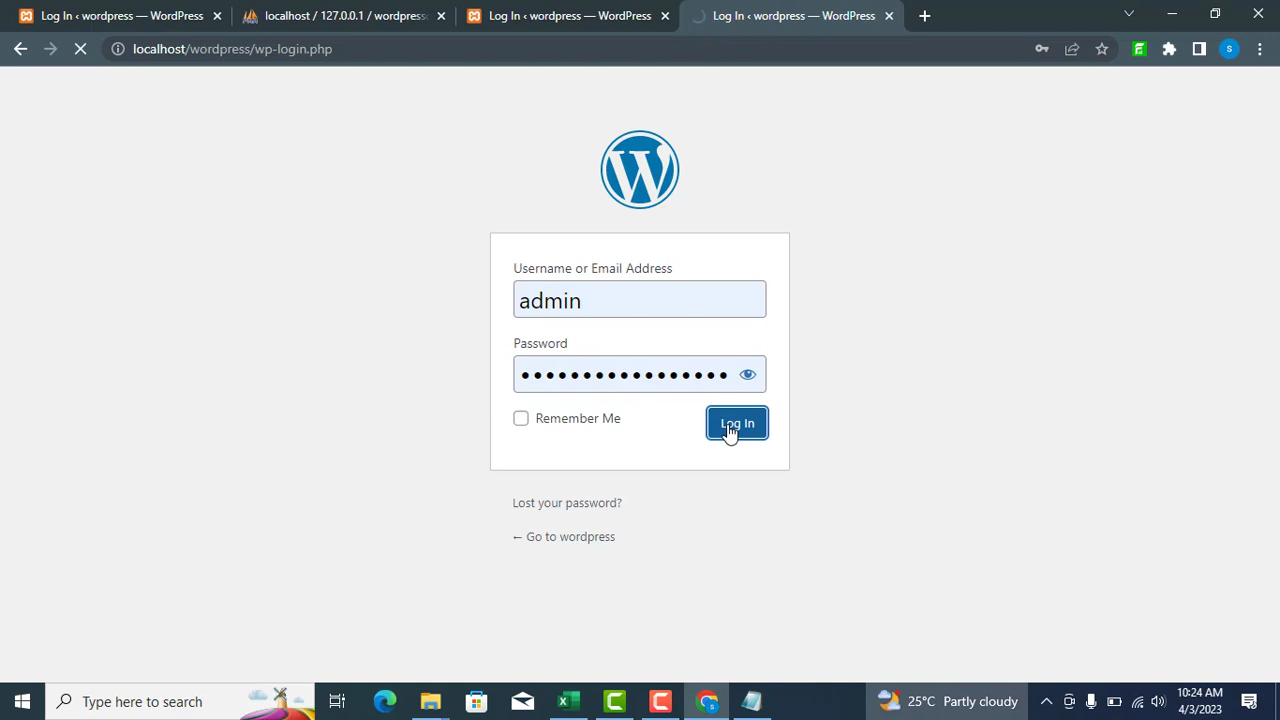 Log In ‹ wordpress — WordPress
localhost / 127.0.0.1 / wordpress
Log In ‹ wordpress — WordPress
Log In ‹ wordpress — WordPress
localhost/wordpress/wp-login.php
S
Username or Email Address
admin
Password
Remember Me
Log In
Lost your password?
← Go to wordpress
Type here to search
25°C Partly cloudy
10:24 AM
4/3/2023